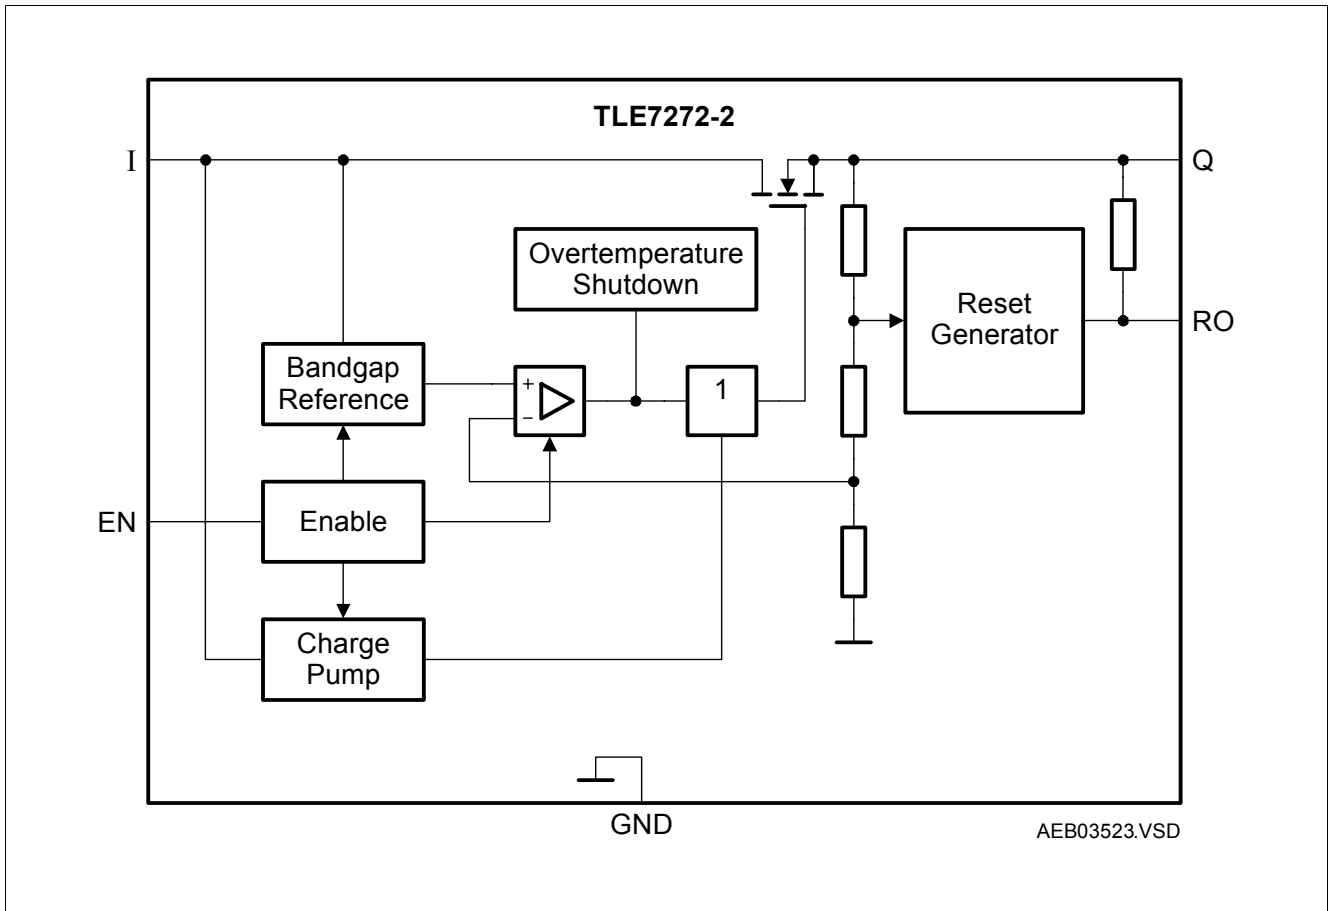 TLE7272-2
I
Q
Overtemperature
Shutdown
Reset
Generator
RO
Bandgap
Reference
+
−
1
EN
Enable
Charge
Pump
GND
AEB03523.VSD